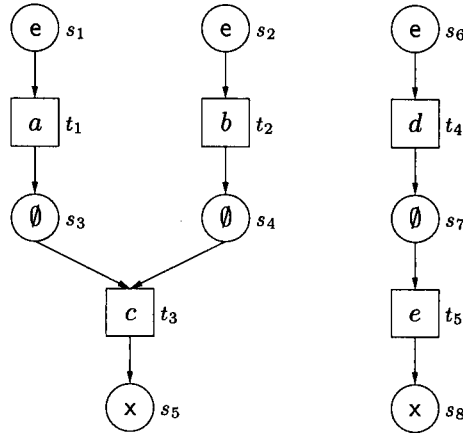 e s₁ e s₂ e s₆
a t₁ b t₂ d t₄
∅ s₃ ∅ s₄ ∅ s₇
c t₃ e t₅
x s₅ x s₈